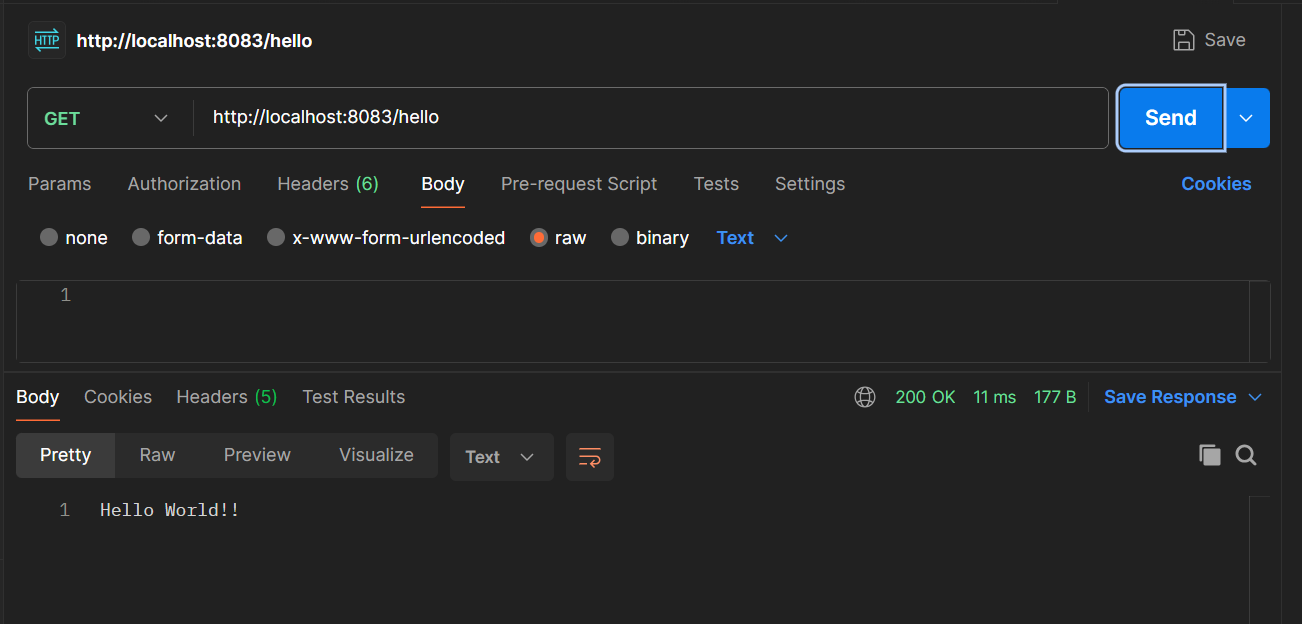 HTTP http://localhost:8083/hello Save
GET http://localhost:8083/hello Send
Params Authorization Headers (6) Body Pre-request Script Tests Settings Cookies
none form-data x-www-form-urlencoded raw binary Text
1
Body Cookies Headers (5) Test Results 200 OK 11 ms 177 B Save Response
Pretty Raw Preview Visualize Text
1 Hello World!!